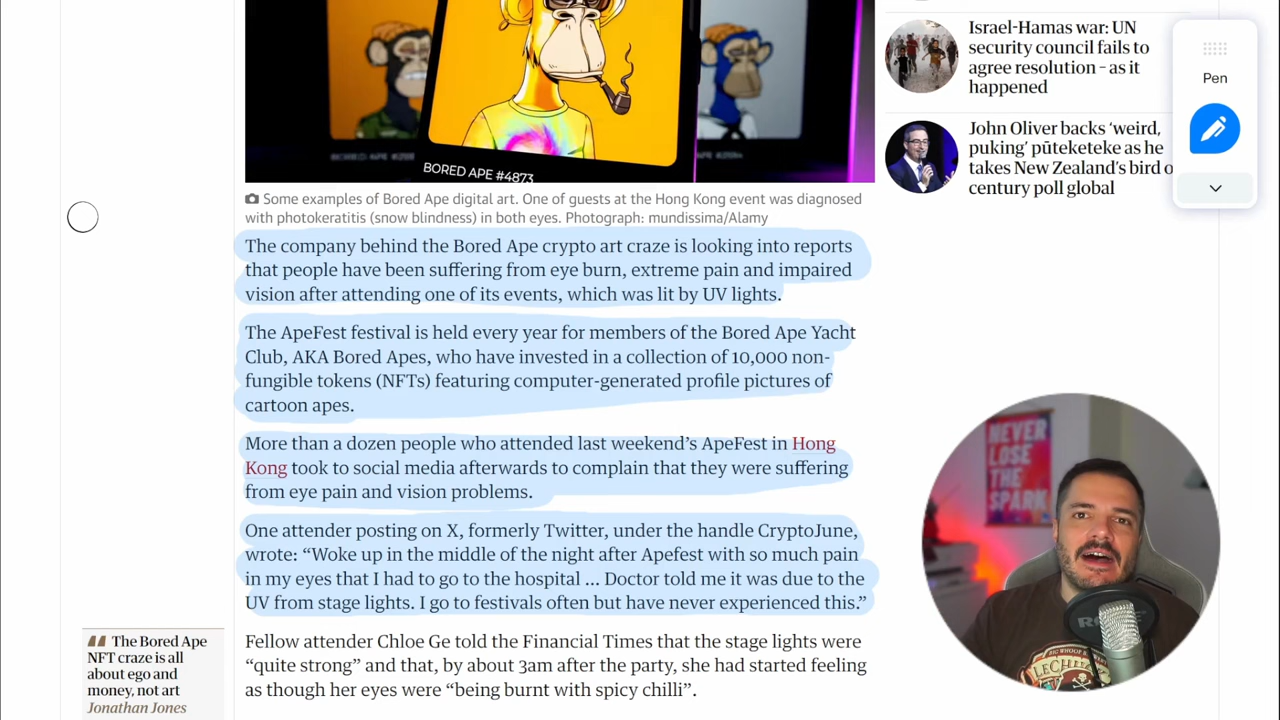 BORED APE #4873
Some examples of Bored Ape digital art. One of guests at the Hong Kong event was diagnosed
with photokeratitis (snow blindness) in both eyes. Photograph: mundissima/Alamy
The company behind the Bored Ape crypto art craze is looking into reports
that people have been suffering from eye burn, extreme pain and impaired
vision after attending one of its events, which was lit by UV lights.
The ApeFest festival is held every year for members of the Bored Ape Yacht
Club, AKA Bored Apes, who have invested in a collection of 10,000 non-
fungible tokens (NFTs) featuring computer-generated profile pictures of
cartoon apes.
More than a dozen people who attended last weekend’s ApeFest in Hong
Kong took to social media afterwards to complain that they were suffering
from eye pain and vision problems.
One attender posting on X, formerly Twitter, under the handle CryptoJune,
wrote: “Woke up in the middle of the night after Apefest with so much pain
in my eyes that I had to go to the hospital ... Doctor told me it was due to the
UV from stage lights. I go to festivals often but have never experienced this.”
Fellow attender Chloe Ge told the Financial Times that the stage lights were
“quite strong” and that, by about 3am after the party, she had started feeling
as though her eyes were “being burnt with spicy chilli”.
The Bored Ape
NFT craze is all
about ego and
money, not art
Jonathan Jones
Israel-Hamas war: UN
security council fails to
agree resolution – as it
happened
John Oliver backs ‘weird,
puking’ pūteketeke as he
takes New Zealand’s bird o
century poll global
Pen
NEVER
LOSE
THE
SPARK